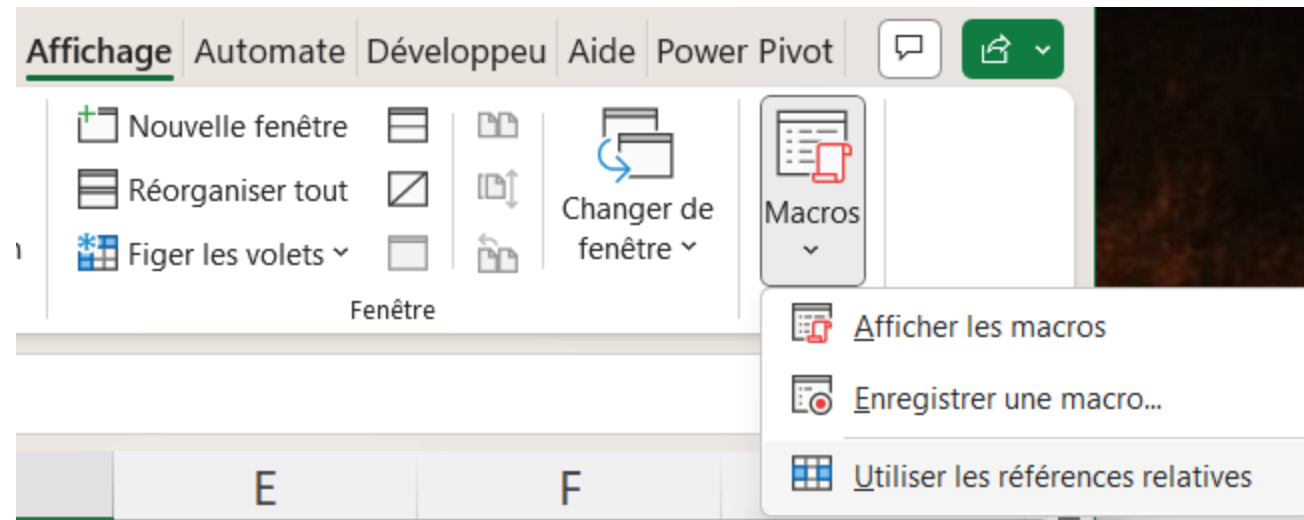 Affichage Automate Développeu Aide Power Pivot
Nouvelle fenêtre
Réorganiser tout
Figer les volets
Changer de
fenêtre
Macros
Fenêtre
Afficher les macros
Enregistrer une macro...
Utiliser les références relatives
E F